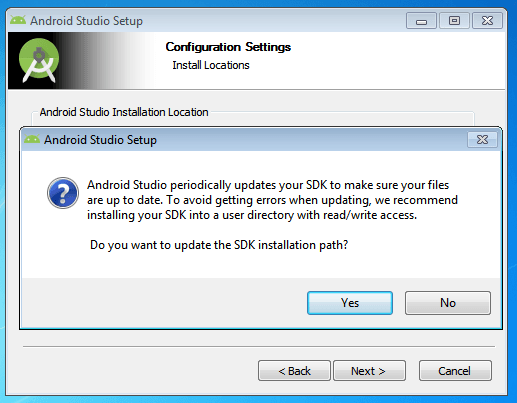 Android Studio Setup
Configuration Settings
Install Locations
Android Studio Installation Location
Android Studio Setup
Android Studio periodically updates your SDK to make sure your files
are up to date. To avoid getting errors when updating, we recommend
installing your SDK into a user directory with read/write access.
Do you want to update the SDK installation path?
Yes
No
< Back
Next >
Cancel